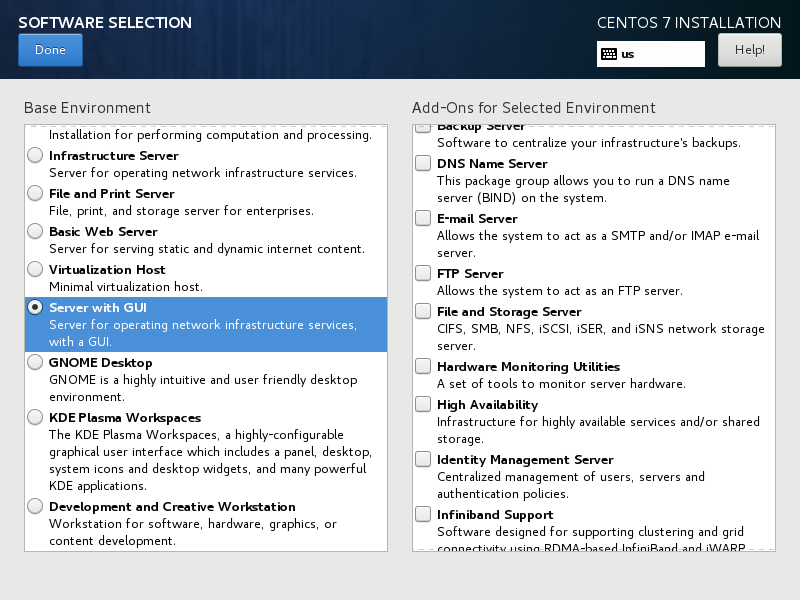 SOFTWARE SELECTION
Done
CENTOS 7 INSTALLATION
us
Help!
Base Environment
Installation for performing computation and processing.
Infrastructure Server
Server for operating network infrastructure services.
File and Print Server
File, print, and storage server for enterprises.
Basic Web Server
Server for serving static and dynamic internet content.
Virtualization Host
Minimal virtualization host.
Server with GUI
Server for operating network infrastructure services,
with a GUI.
GNOME Desktop
GNOME is a highly intuitive and user friendly desktop
environment.
KDE Plasma Workspaces
The KDE Plasma Workspaces, a highly-configurable
graphical user interface which includes a panel, desktop,
system icons and desktop widgets, and many powerful
KDE applications.
Development and Creative Workstation
Workstation for software, hardware, graphics, or
content development.
Add-Ons for Selected Environment
Backup Server
Software to centralize your infrastructure's backups.
DNS Name Server
This package group allows you to run a DNS name
server (BIND) on the system.
E-mail Server
Allows the system to act as a SMTP and/or IMAP e-mail
server.
FTP Server
Allows the system to act as an FTP server.
File and Storage Server
CIFS, SMB, NFS, iSCSI, iSER, and iSNS network storage
server.
Hardware Monitoring Utilities
A set of tools to monitor server hardware.
High Availability
Infrastructure for highly available services and/or shared
storage.
Identity Management Server
Centralized management of users, servers and
authentication policies.
Infiniband Support
Software designed for supporting clustering and grid
connectivity using RDMA-based InfiniBand and iWARP